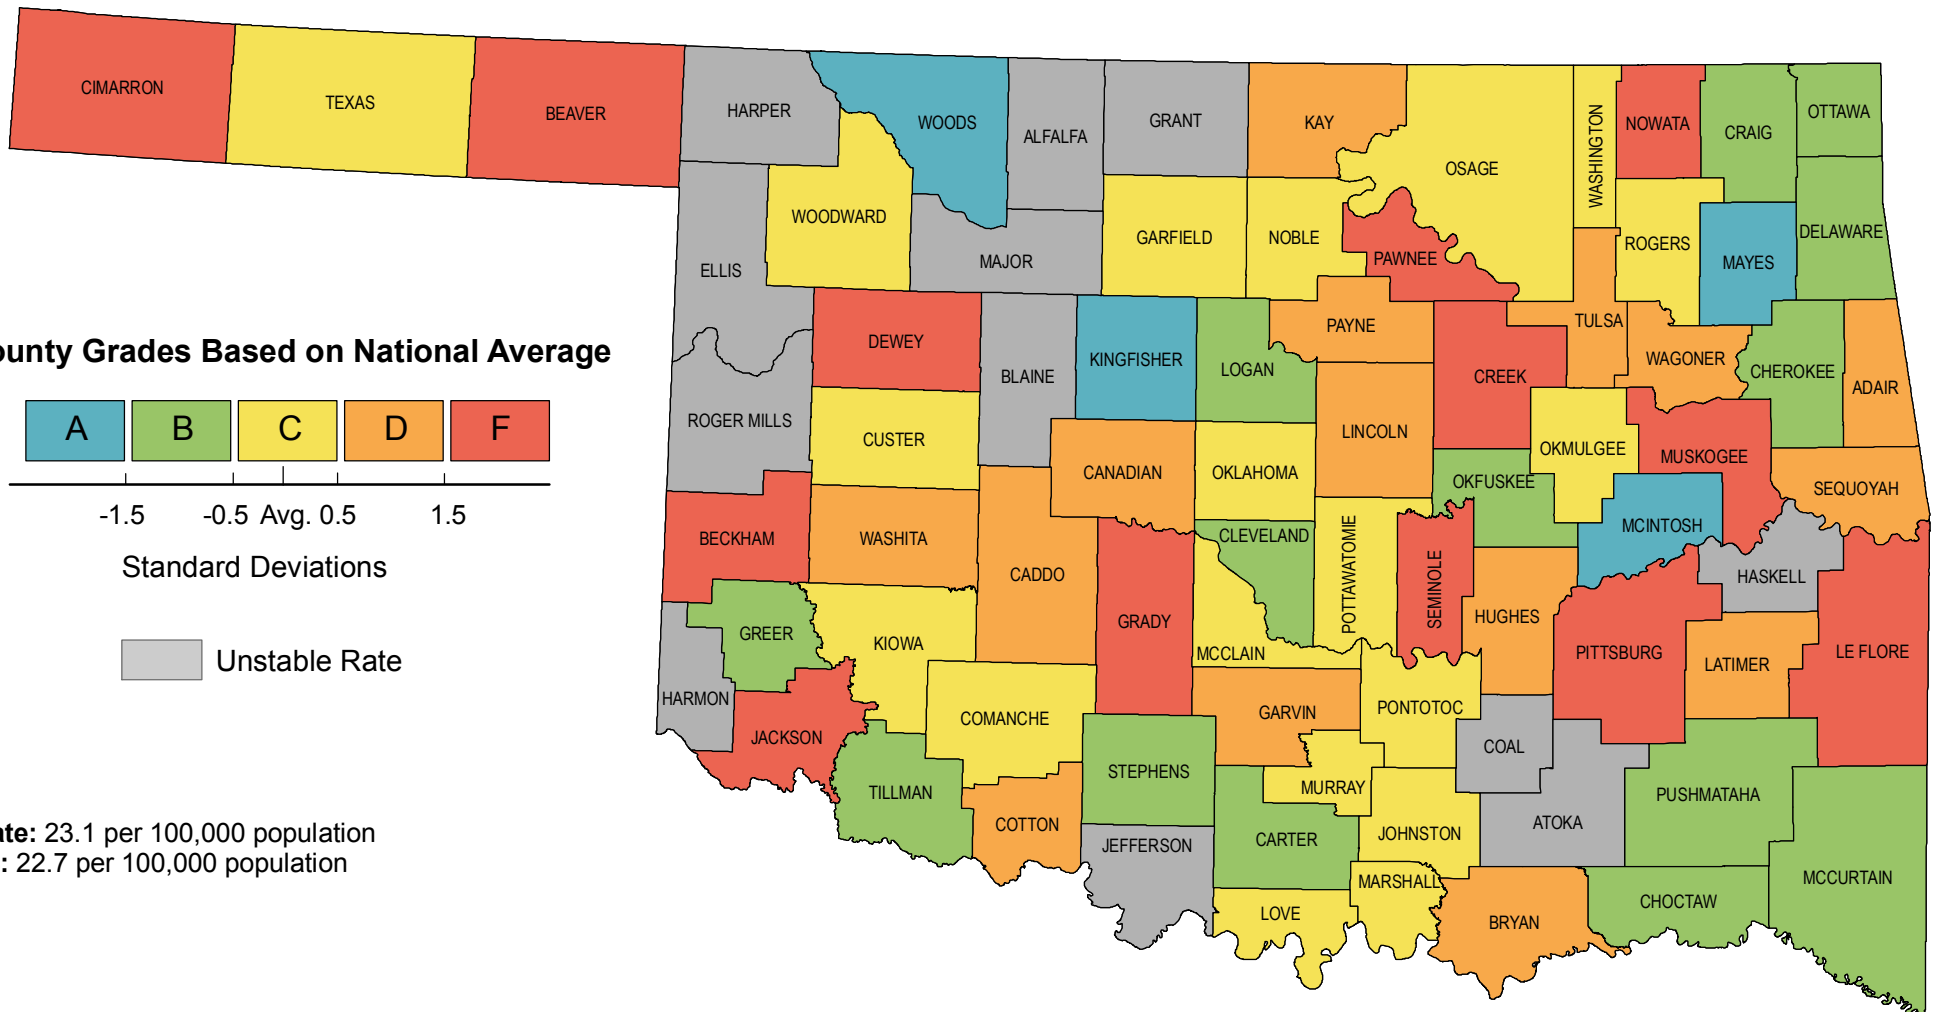 CIMARRON
TEXAS
BEAVER
HARPER
WOODS
ALFALFA
GRANT
KAY
OSAGE
WASHINGTON
NOWATA
CRAIG
OTTAWA
WOODWARD
ELLIS
MAJOR
GARFIELD
NOBLE
PAWNEE
ROGERS
MAYES
DELAWARE
DEWEY
BLAINE
KINGFISHER
LOGAN
PAYNE
TULSA
WAGONER
CHEROKEE
ADAIR
CREEK
LINCOLN
ROGER MILLS
CUSTER
CANADIAN
OKLAHOMA
OKMULGEE
MUSKOGEE
OKFUSKEE
SEQUOYAH
MCINTOSH
BECKHAM
WASHITA
CADDO
CLEVELAND
POTTAWATOMIE
SEMINOLE
HUGHES
HASKELL
GREER
KIOWA
GRADY
MCCLAIN
PITTSBURG
LATIMER
LE FLORE
HARMON
JACKSON
COMANCHE
GARVIN
PONTOTOC
COAL
TILLMAN
COTTON
STEPHENS
MURRAY
PUSHMATAHA
ATOKA
JOHNSTON
CARTER
JEFFERSON
MARSHALL
LOVE
BRYAN
CHOCTAW
MCCURTAIN
ounty Grades Based on National Average
A B C D F
-1.5 -0.5 Avg. 0.5 1.5
Standard Deviations
Unstable Rate
ate: 23.1 per 100,000 population
: 22.7 per 100,000 population